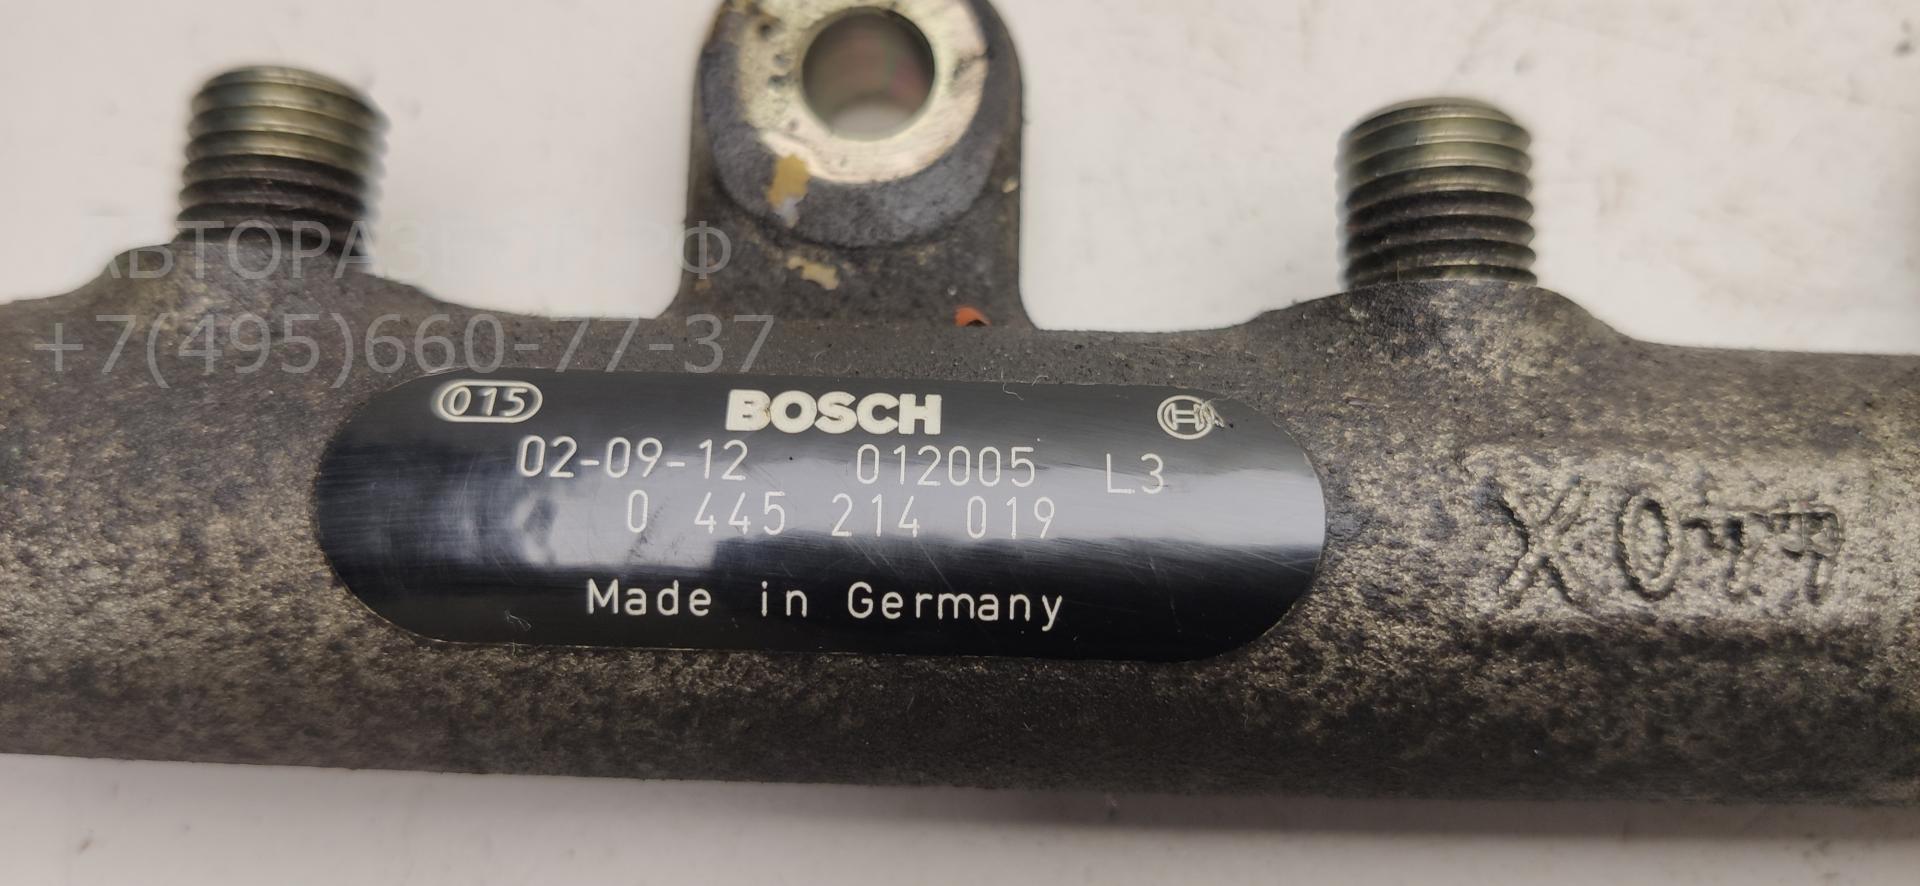 АВТОРАЗБОР.РФ
+7(495)660-77-37
015 BOSCH
02-09-12 012005 L3
0 445 214 019
Made in Germany